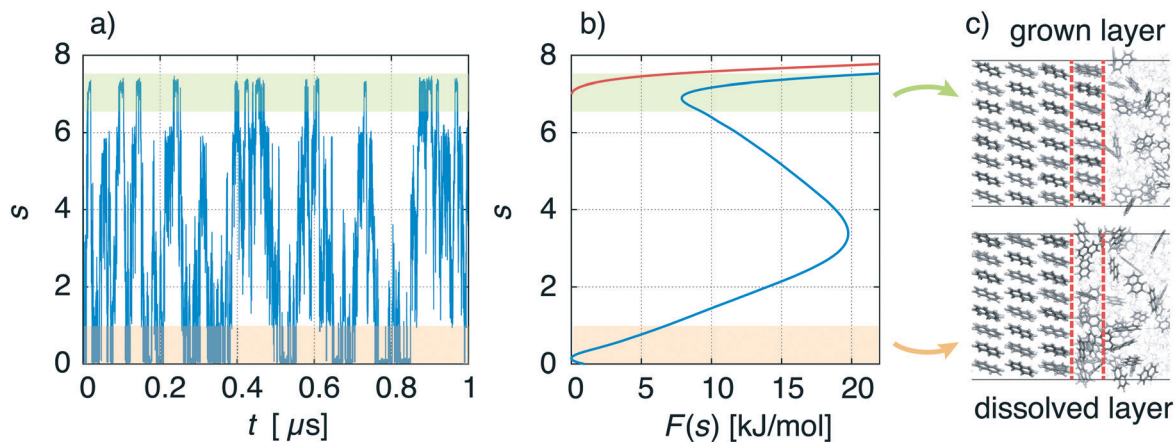 a)
8
6
4
2
0
s
0 0.2 0.4 0.6 0.8 1
t [ μs]
b)
8
6
4
2
0
s
0 5 10 15 20
F(s) [kJ/mol]
c)
grown layer
dissolved layer